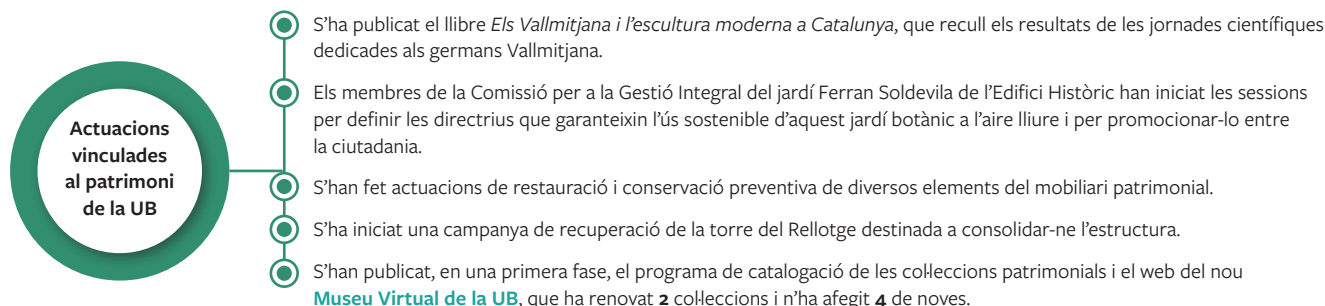 S'ha publicat el llibre Els Vallmitjana i l'escultura moderna a Catalunya, que recull els resultats de les jornades científiques
dedicades als germans Vallmitjana.
Els membres de la Comissió per a la Gestió Integral del jardí Ferran Soldevila de l'Edifici Històric han iniciat les sessions
per definir les directrius que garanteixin l'ús sostenible d'aquest jardí botànic a l'aire lliure i per promocionar-lo entre
la ciutadania.
Actuacions
vinculades
al patrimoni
de la UB
S'han fet actuacions de restauració i conservació preventiva de diversos elements del mobiliari patrimonial.
S'ha iniciat una campanya de recuperació de la torre del Rellotge destinada a consolidar-ne l'estructura.
S'han publicat, en una primera fase, el programa de catalogació de les col·leccions patrimonials i el web del nou
Museu Virtual de la UB, que ha renovat 2 col·leccions i n'ha afegit 4 de noves.